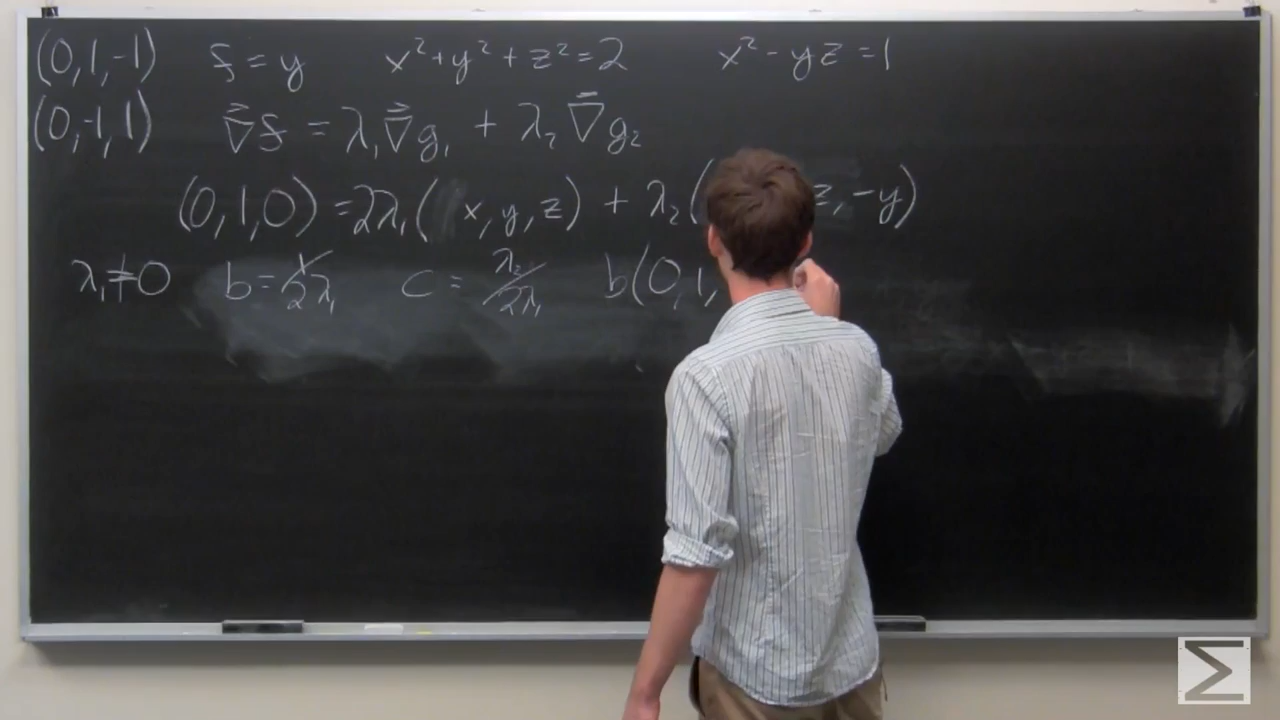 (0,1,-1) f = y x²+y²+z²=2 x²-yz=1
(0,-1,1) ∇⃗f = λ₁∇⃗g₁ + λ₂∇⃗g₂
(0,1,0) =2λ₁( x,y,z) + λ₂( z,-y)
λ₁≠0 b=1/2λ₁ c=λ₂/2λ₁ b(0,1,
Σ